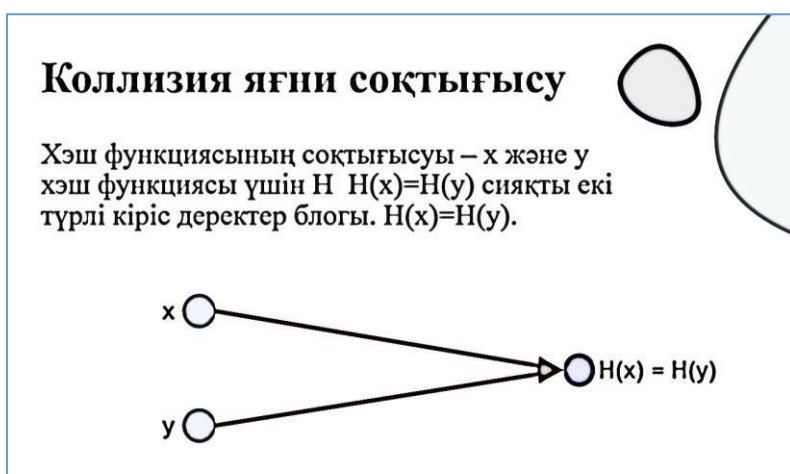 Коллизия яғни соқтығысу
Хэш функциясының соқтығысуы – x және y
хэш функциясы үшін H H(x)=H(y) сияқты екі
түрлі кіріс деректер блогы. H(x)=H(y).
x
H(x) = H(y)
y